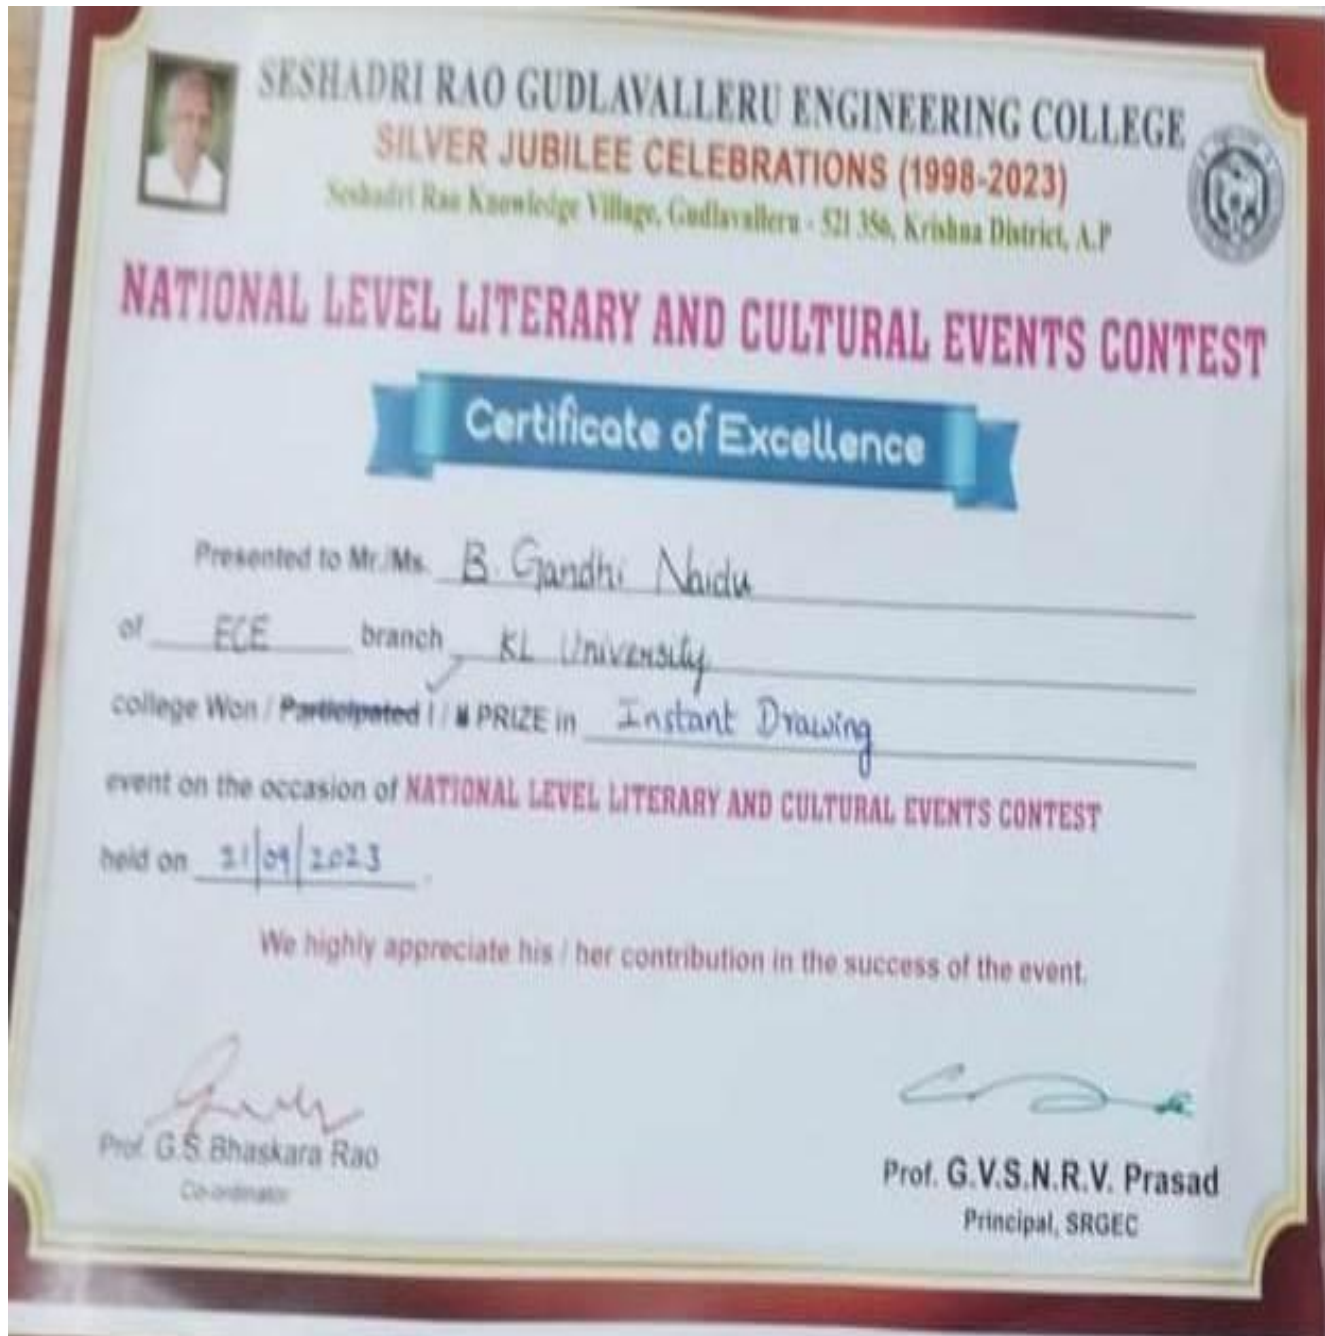 SESHADRI RAO GUDLAVALLERU ENGINEERING COLLEGE
SILVER JUBILEE CELEBRATIONS (1998-2023)
Seshadri Rao Knowledge Village, Gudlavalleru - 521 356, Krishna District, A.P
NATIONAL LEVEL LITERARY AND CULTURAL EVENTS CONTEST
Certificate of Excellence
Presented to Mr./Ms. B. Gandhi Naidu
of ECE branch KL University
college Won / Participated I / II PRIZE in Instant Drawing
event on the occasion of NATIONAL LEVEL LITERARY AND CULTURAL EVENTS CONTEST
held on 21/09/2023
We highly appreciate his / her contribution in the success of the event.
Prof. G.S. Bhaskara Rao
Co-ordinator
Prof. G.V.S.N.R.V. Prasad
Principal, SRGEC